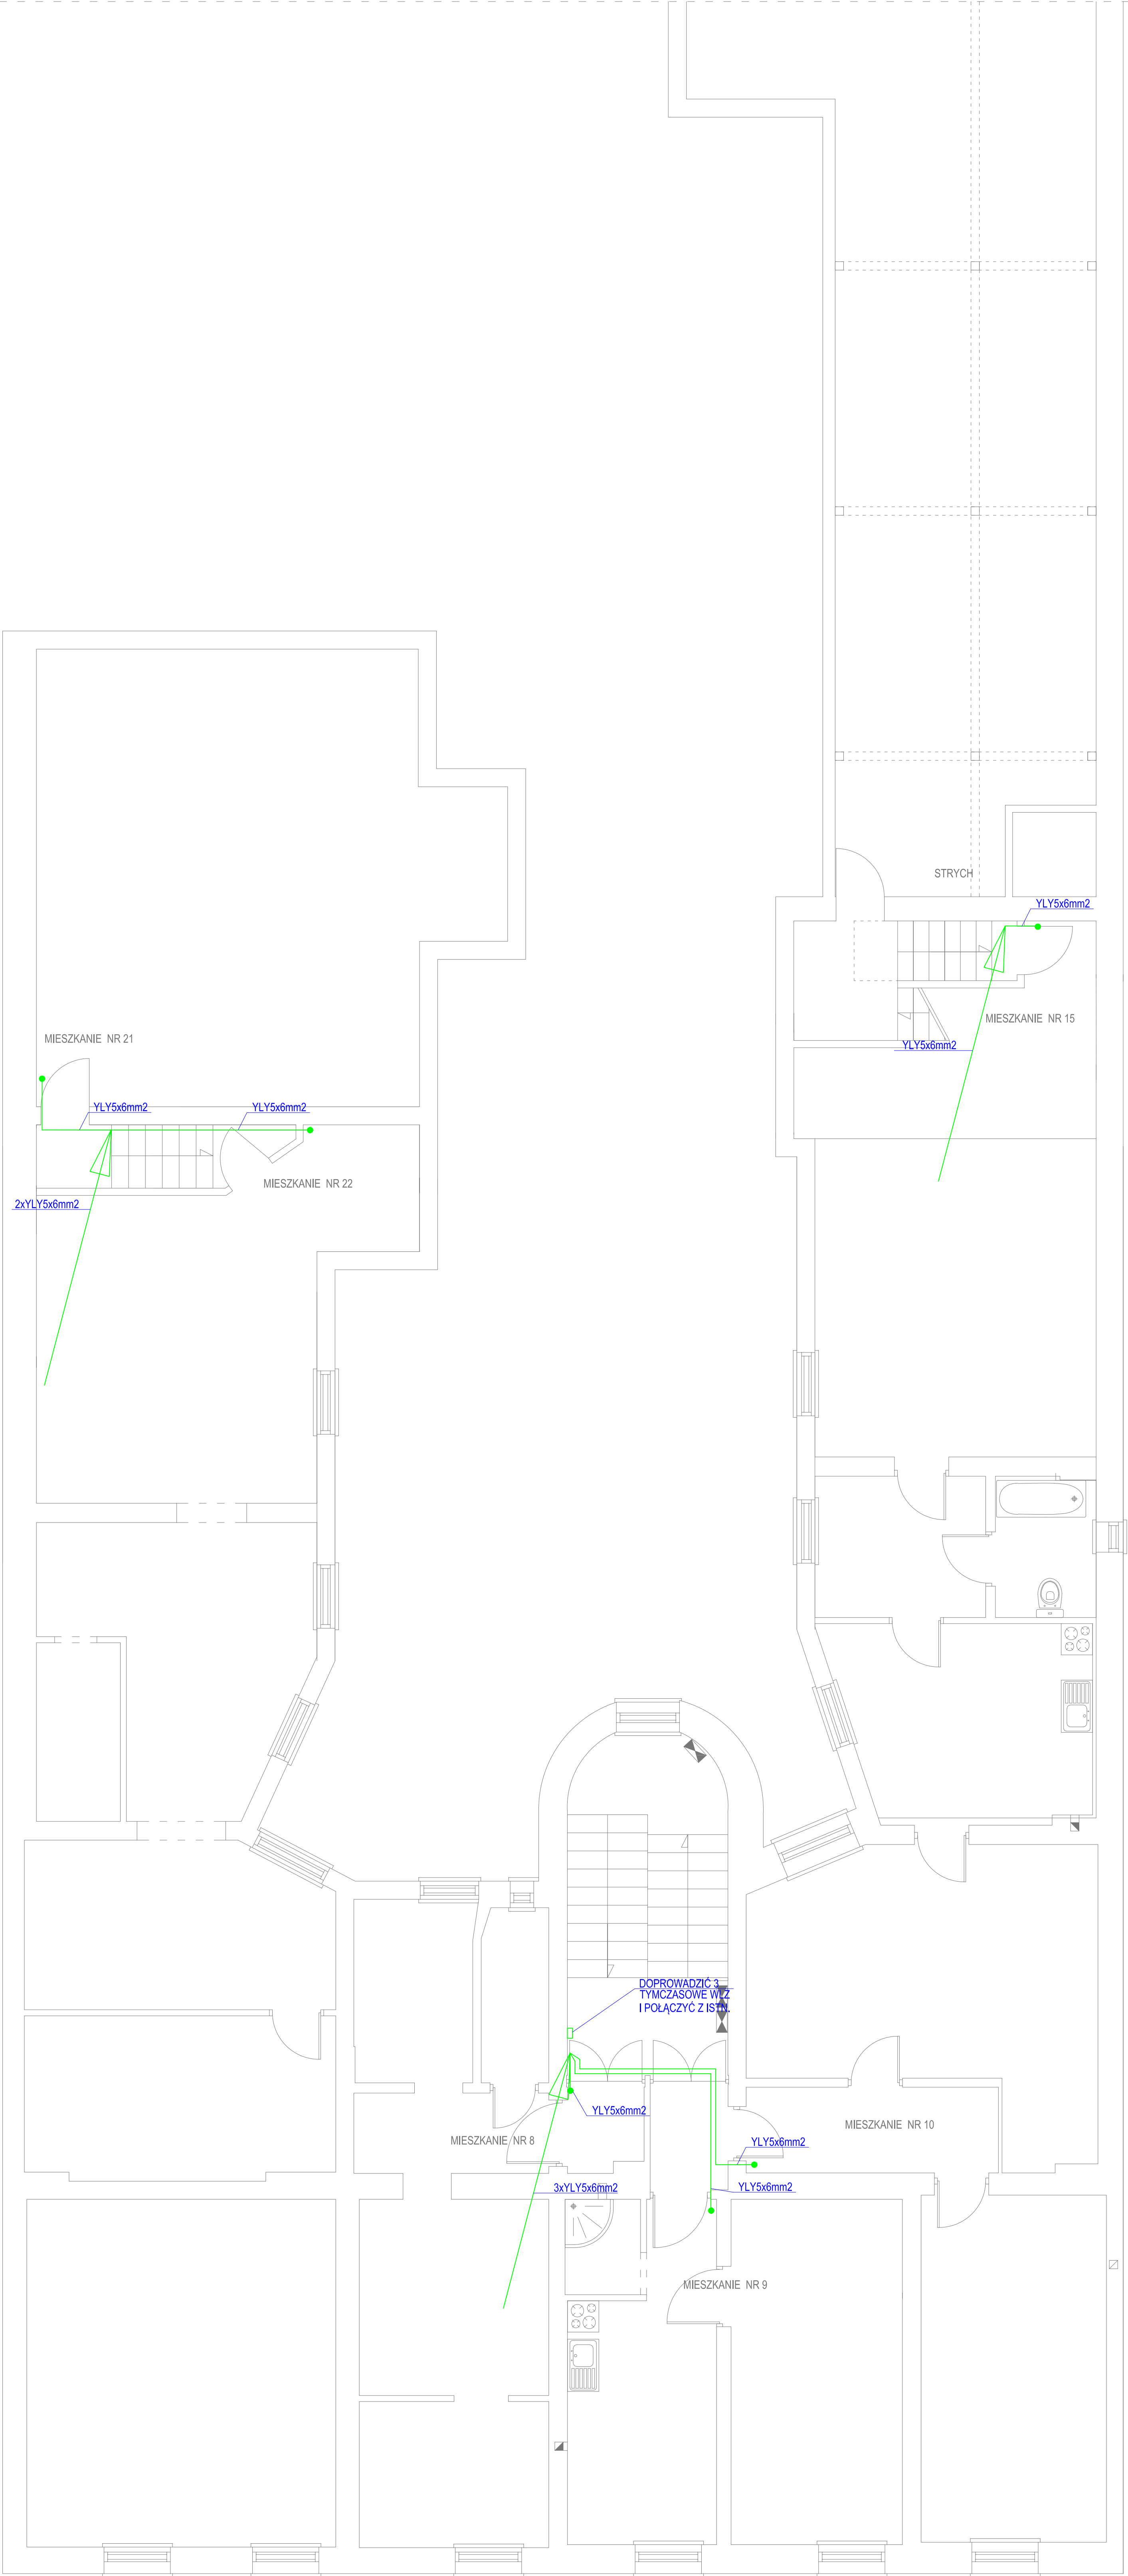 STRYCH
YLY5x6mm2
MIESZKANIE NR 15
MIESZKANIE NR 21
YLY5x6mm2
YLY5x6mm2
YLY5x6mm2
MIESZKANIE NR 22
2xYLY5x6mm2
DOPROWADZIĆ 3
TYMCZASOWE WLZ
I POŁĄCZYĆ Z ISTN.
YLY5x6mm2
MIESZKANIE NR 10
MIESZKANIE NR 8
YLY5x6mm2
3xYLY5x6mm2
YLY5x6mm2
MIESZKANIE NR 9